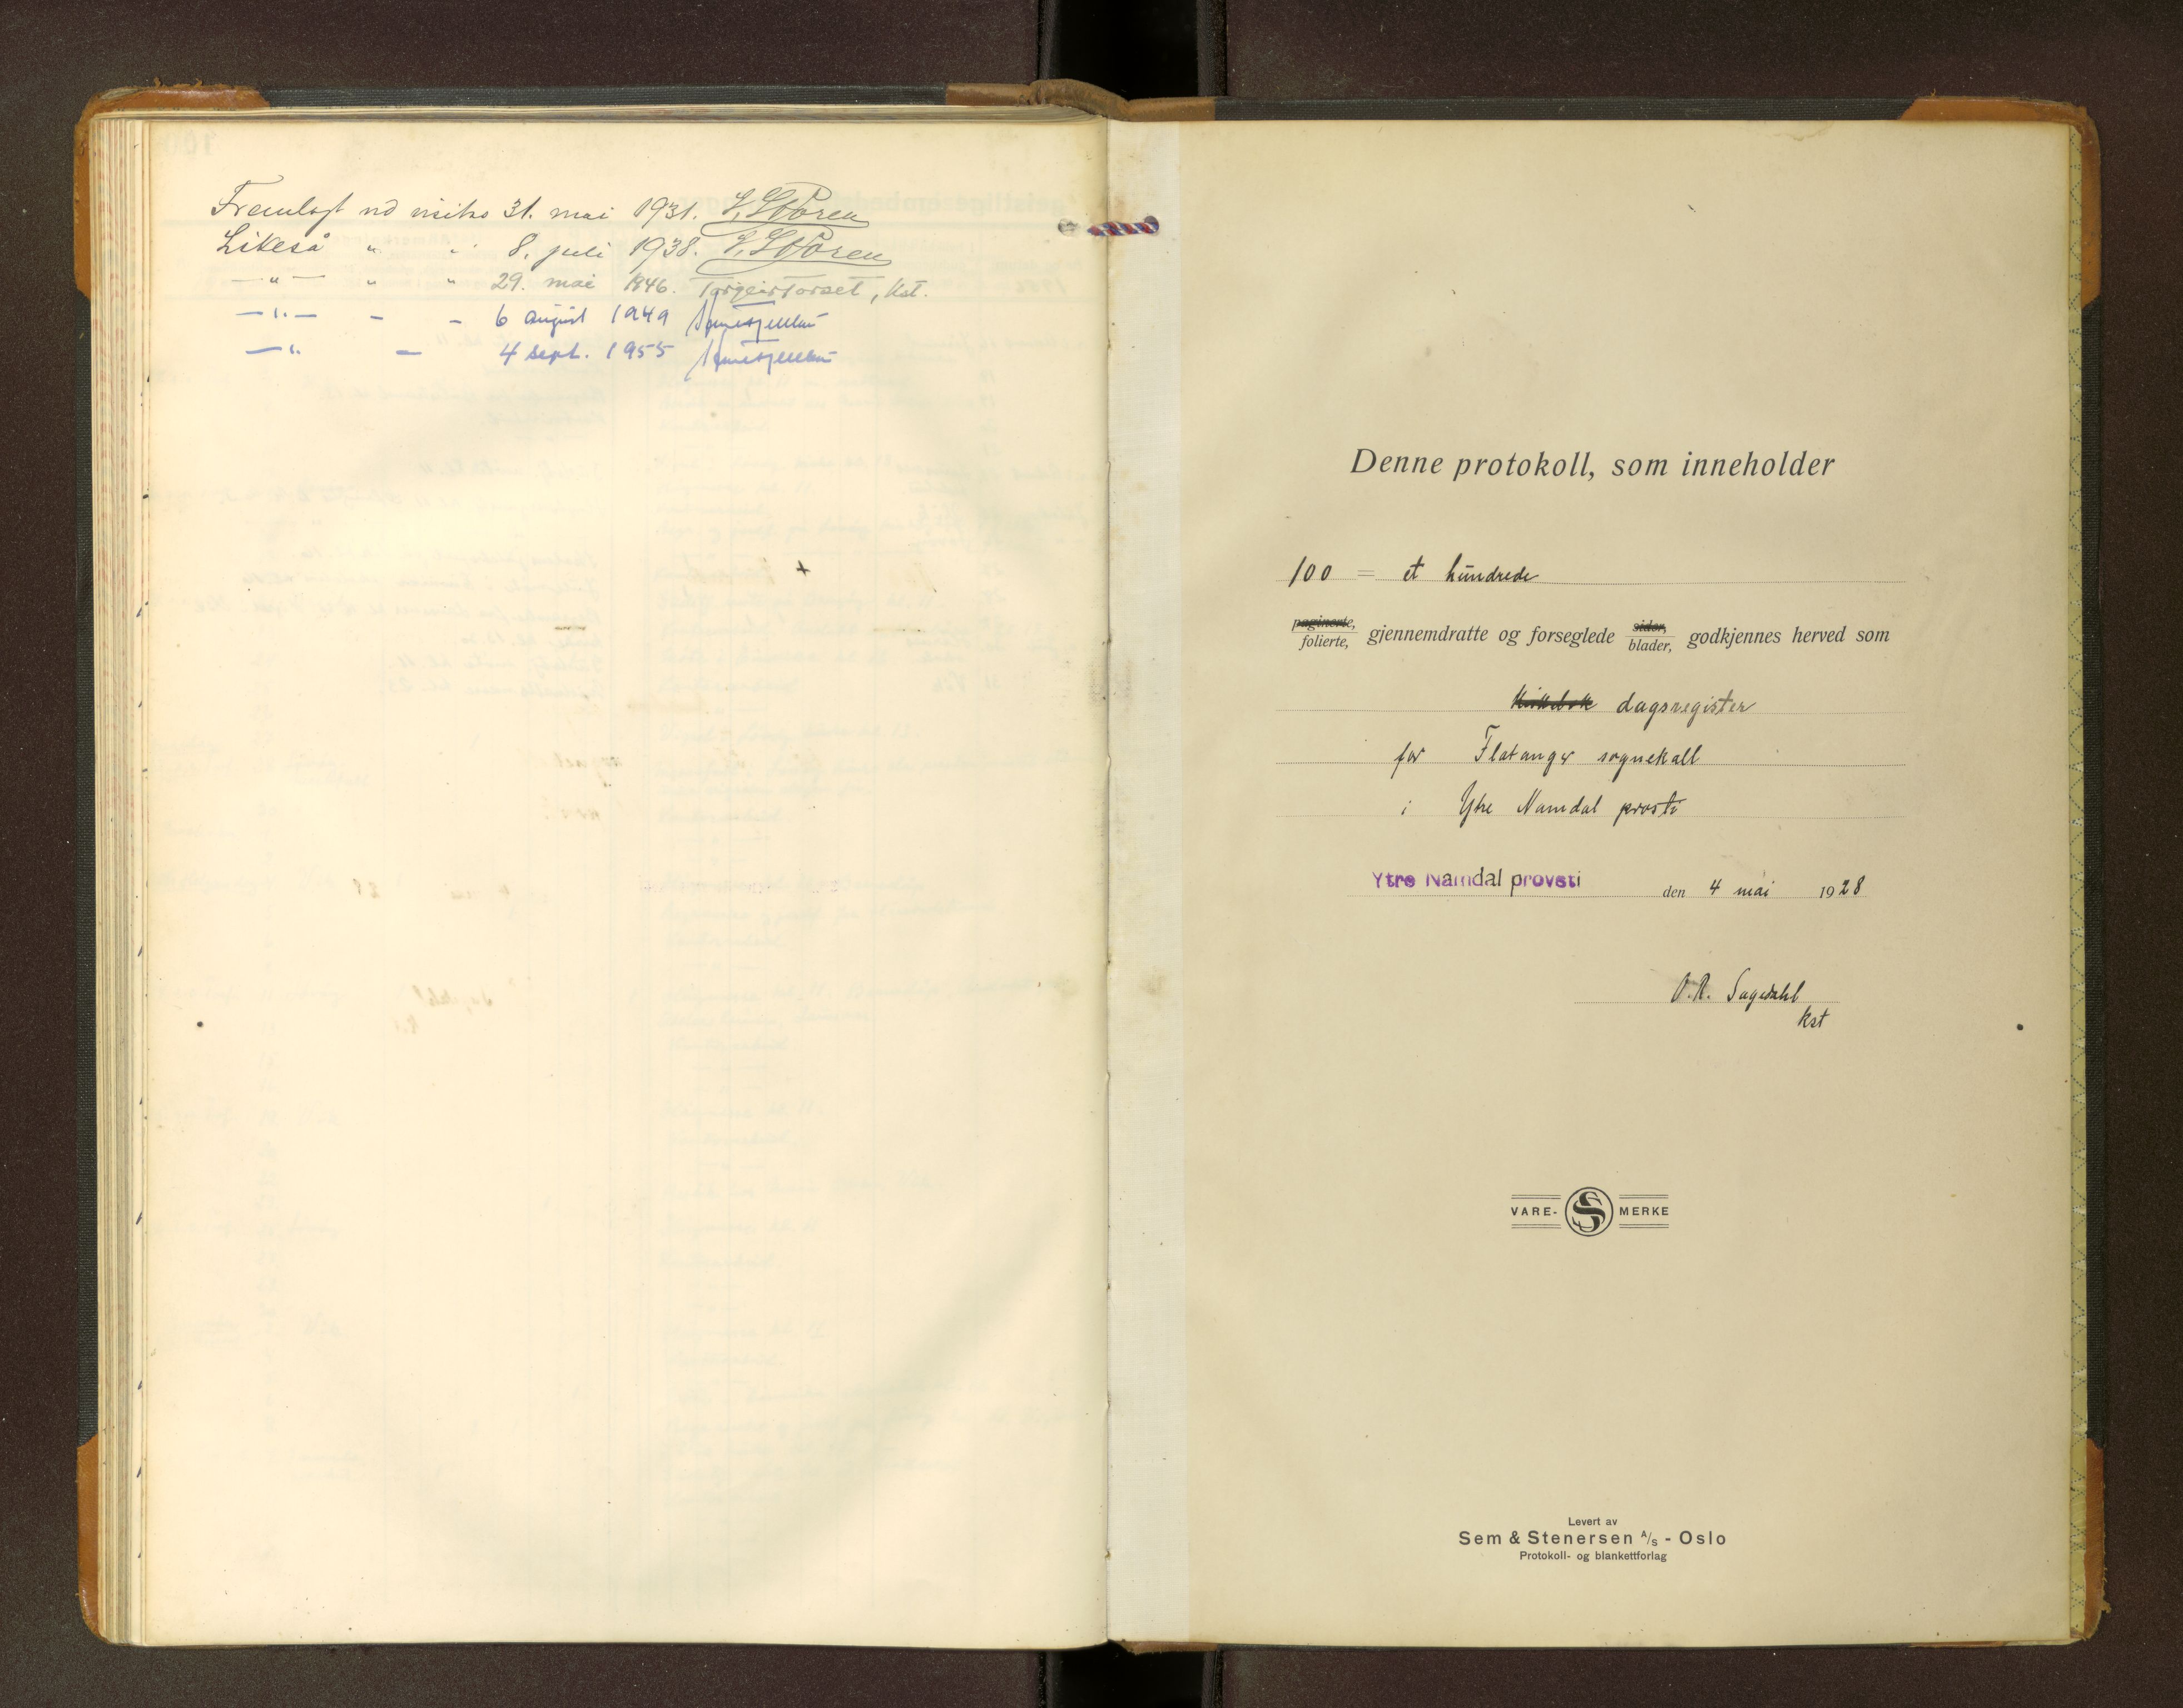 Fremlagt ved visitas 31. mai 1931. S. Støren
Likeså " " 8. juli 1938. S. Støren
— " — " " 29. mai 1946. Torgeir Torset, Kst.
— " — – – 6 august 1949
— " – 4 sept. 1955
Denne protokoll, som inneholder
100 = et hundrede
paginerte,
folierte, gjennemdratte og forseglede sider,
blader, godkjennes herved som
Kirkebok dagsregister
for Flatanger sognekall
i Ytre Namdal prosti
Ytre Namdal provsti den 4 mai 1928
O. R. Sagedahl
kst
VARE- S MERKE
Levert av
Sem & Stenersen A/S - Oslo
Protokoll- og blankettforlag